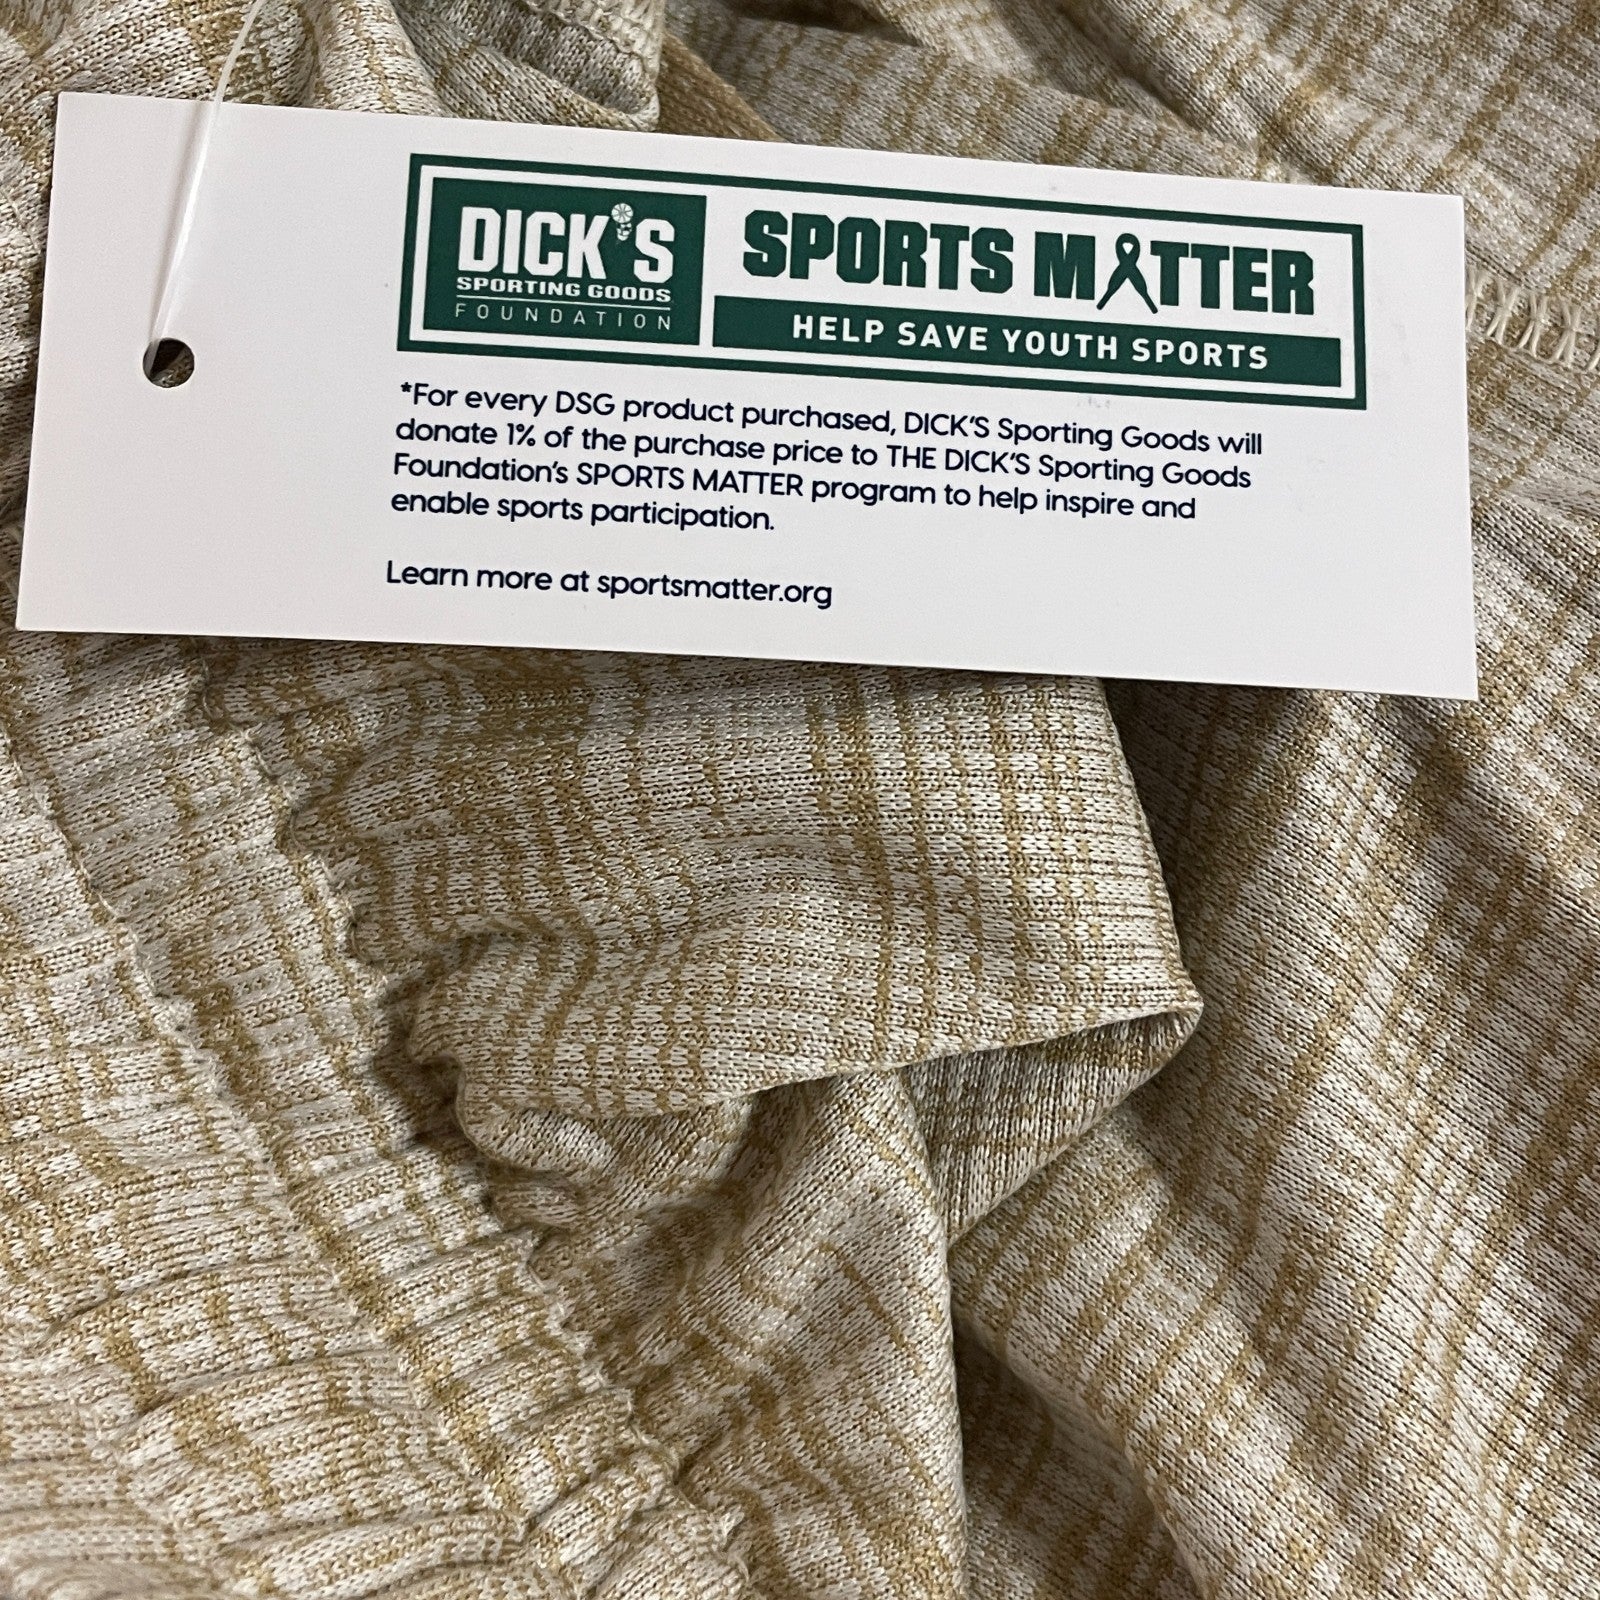 DICK'S
SPORTING GOODS
FOUNDATION
SPORTS MATTER
HELP SAVE YOUTH SPORTS
*For every DSG product purchased, DICK'S Sporting Goods will
donate 1% of the purchase price to THE DICK'S Sporting Goods
Foundation's SPORTS MATTER program to help inspire and
enable sports participation.
Learn more at sportsmatter.org